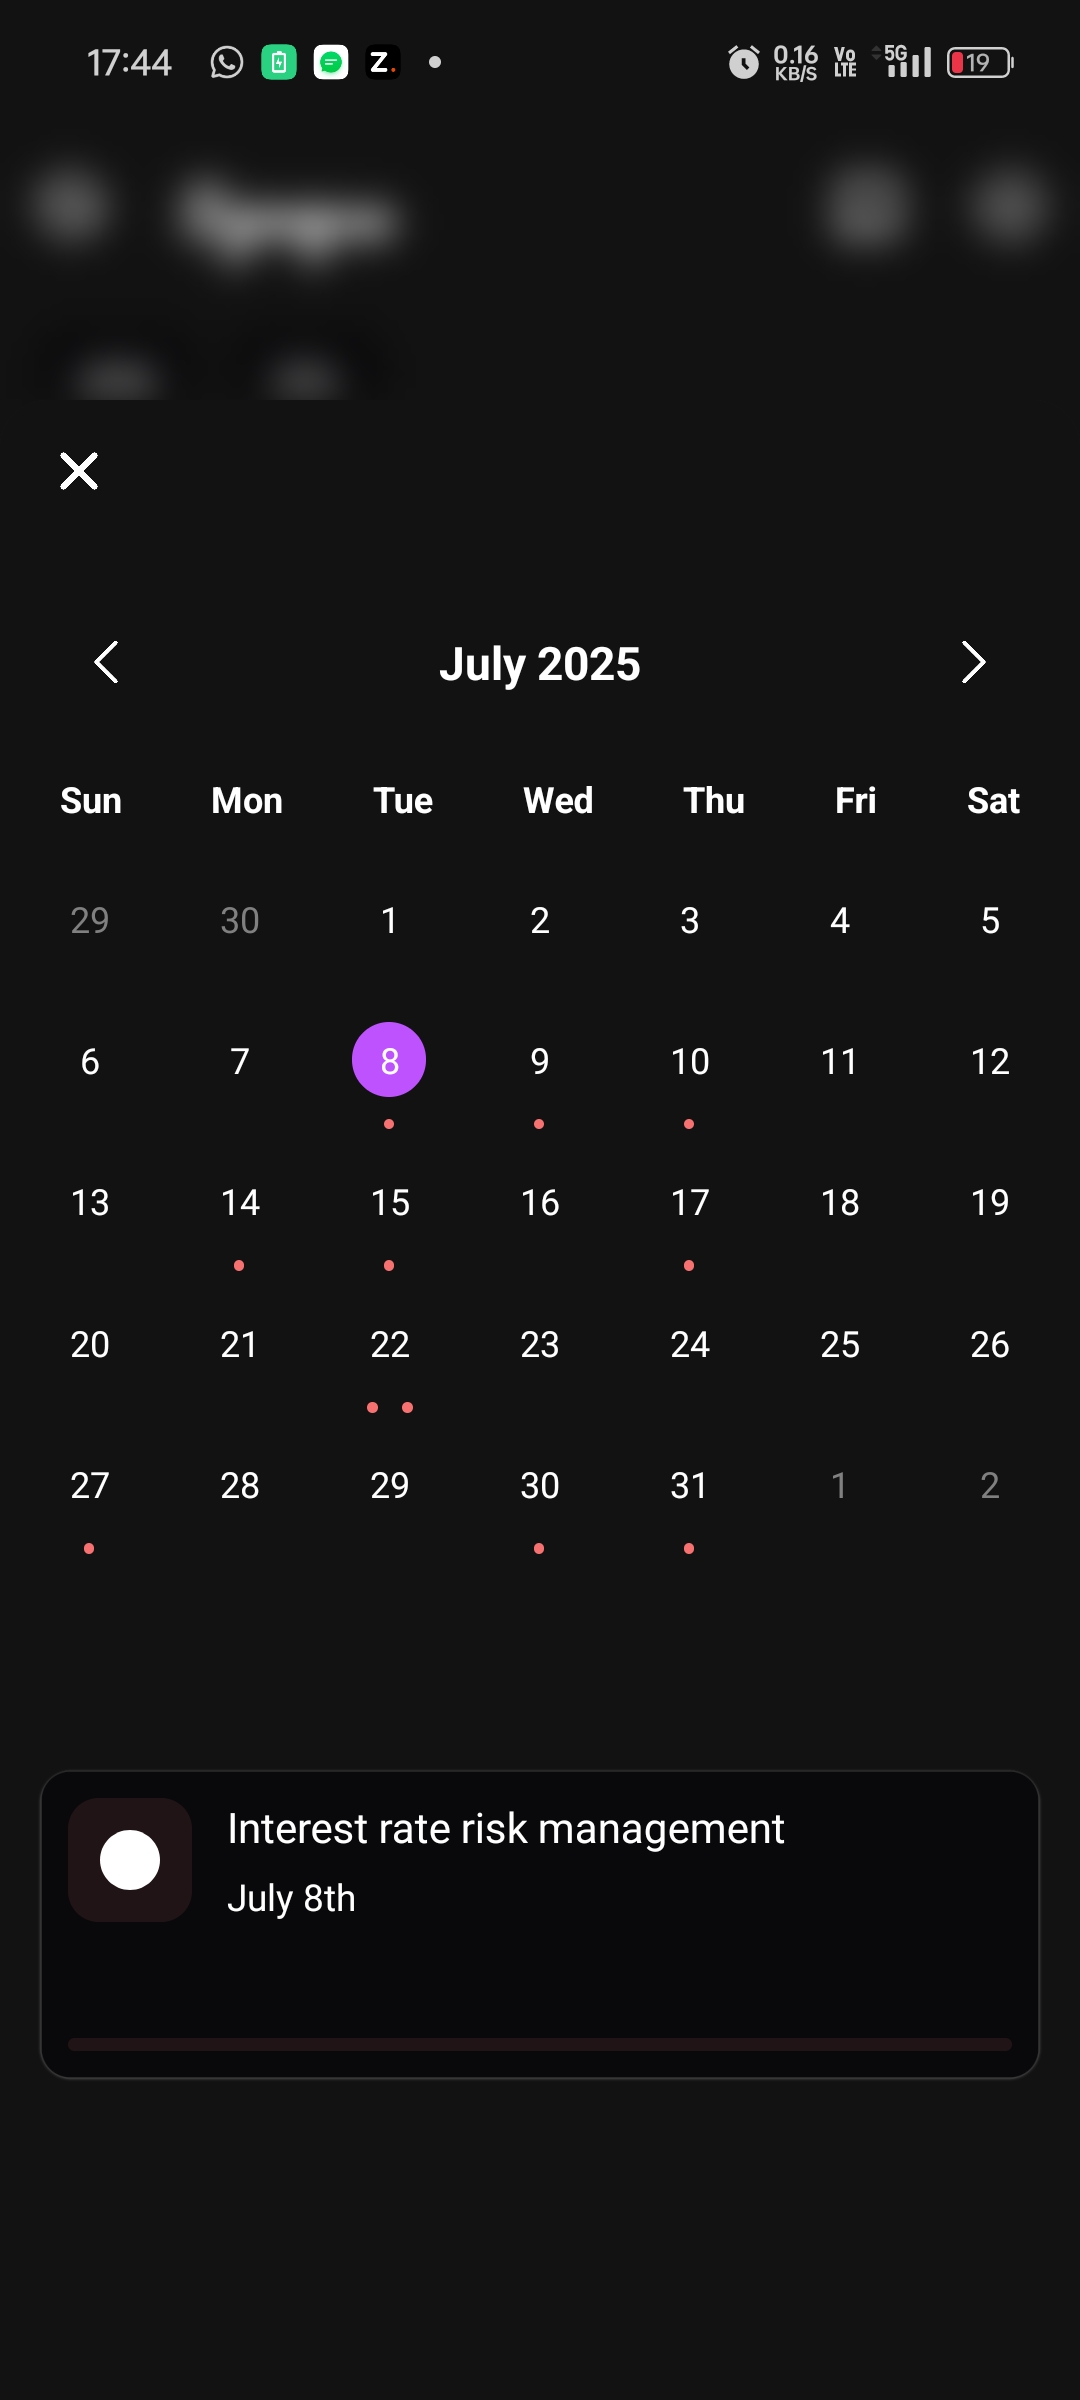 17:44 Z. 0.16 KB/S Vo LTE 5G 19
July 2025
Sun Mon Tue Wed Thu Fri Sat
29 30 1 2 3 4 5
6 7 8 9 10 11 12
13 14 15 16 17 18 19
20 21 22 23 24 25 26
27 28 29 30 31 1 2
Interest rate risk management
July 8th